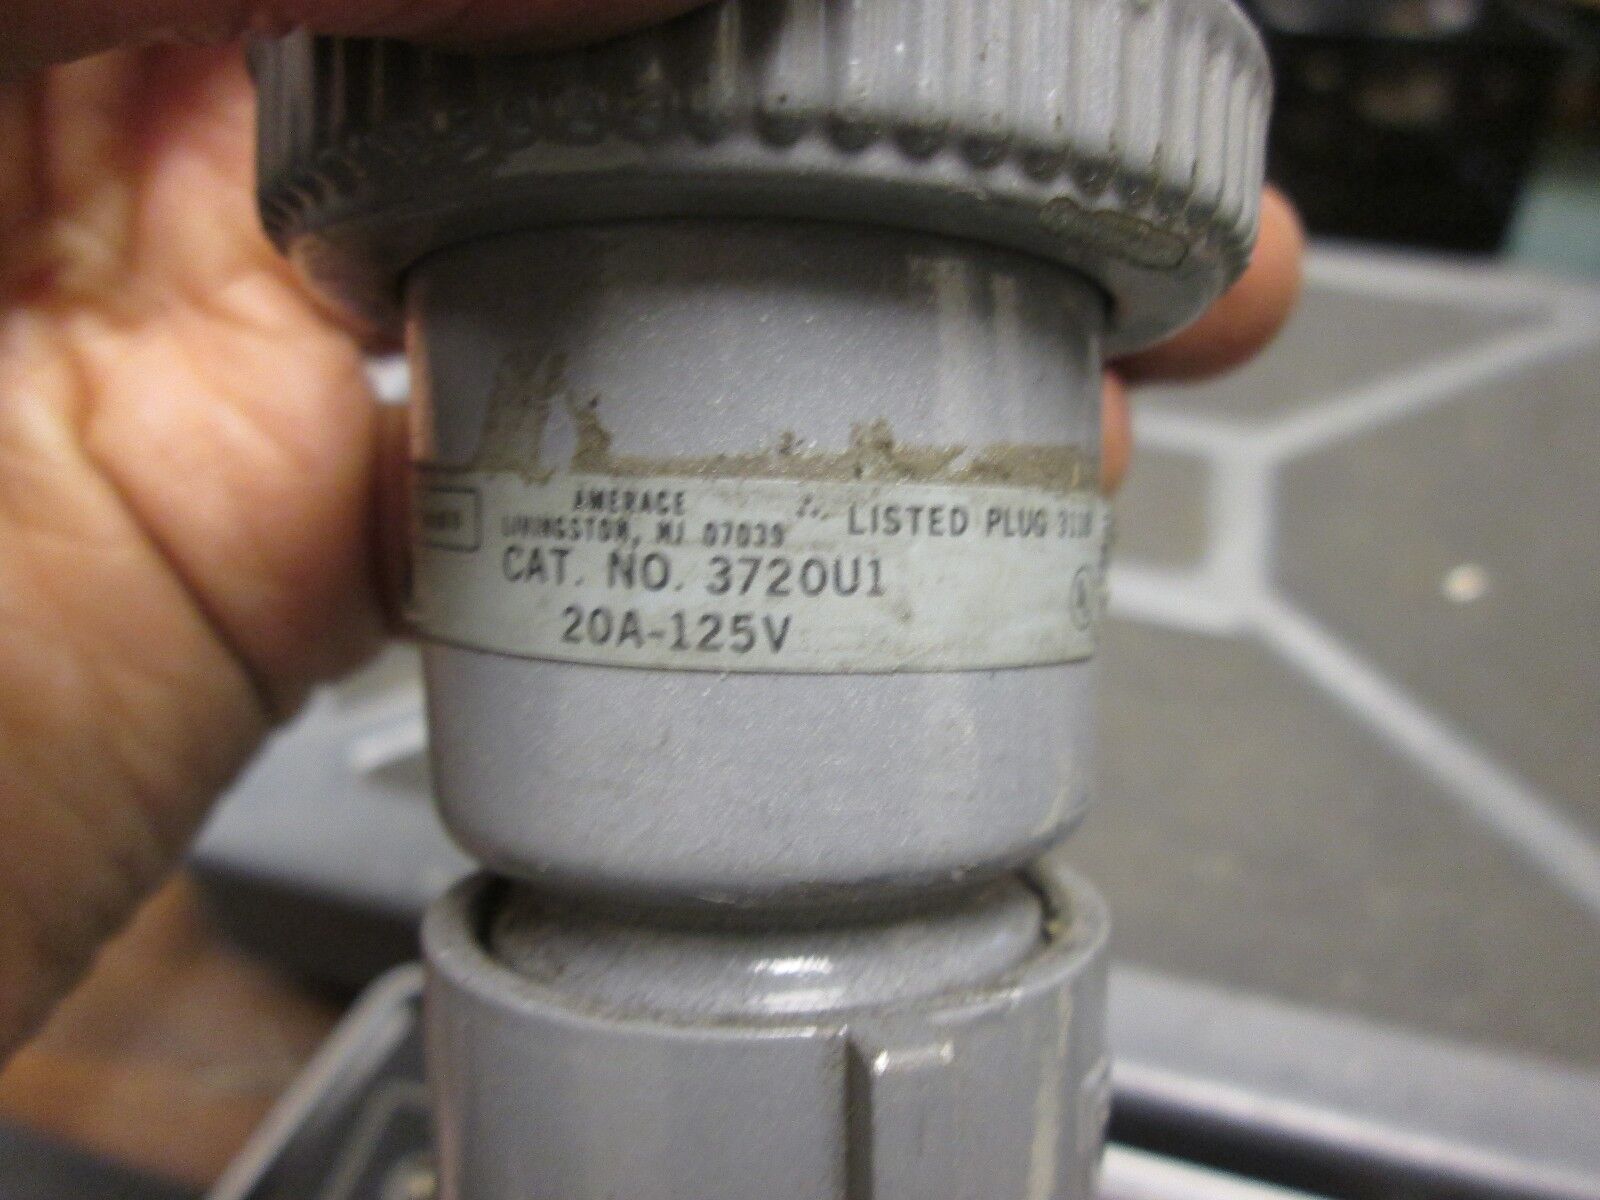 AMERACE
LIVINGSTON, NJ 07039
LISTED PLUG
CAT. NO. 3720U1
20A-125V